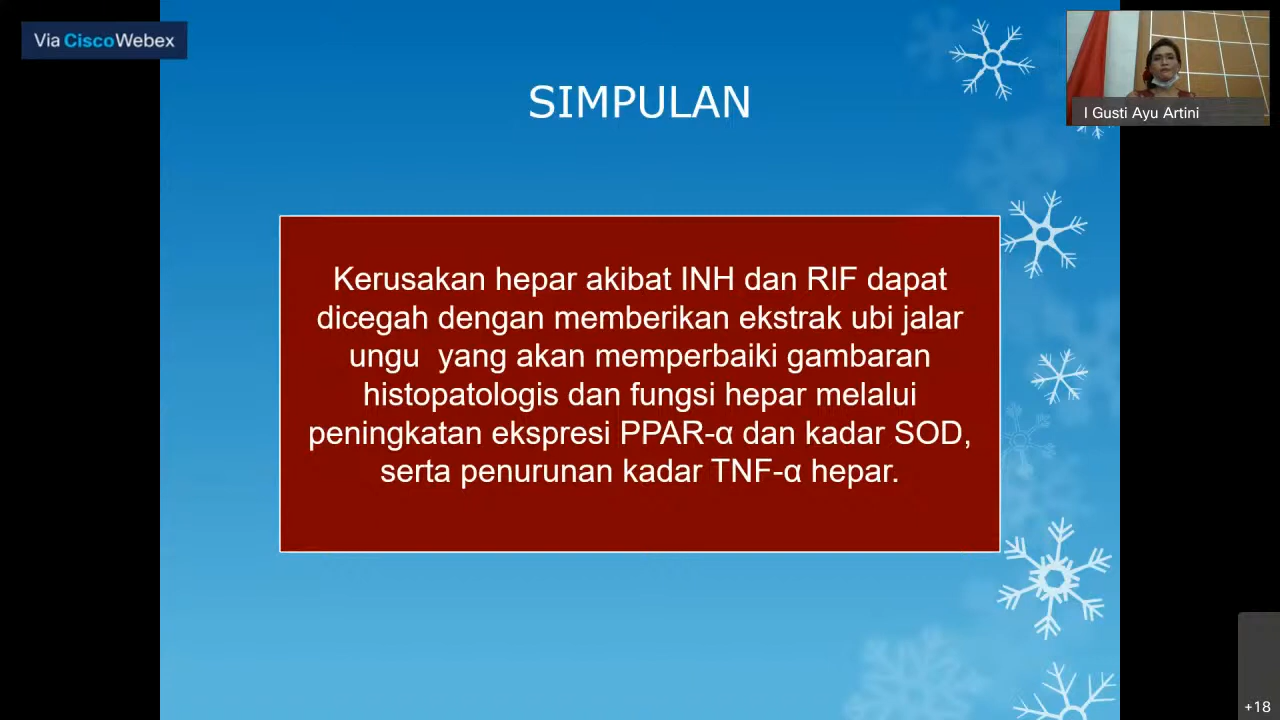 Via CiscoWebex
SIMPULAN
I Gusti Ayu Artini
Kerusakan hepar akibat INH dan RIF dapat
dicegah dengan memberikan ekstrak ubi jalar
ungu  yang akan memperbaiki gambaran
histopatologis dan fungsi hepar melalui
peningkatan ekspresi PPAR-α dan kadar SOD,
serta penurunan kadar TNF-α hepar.
+18